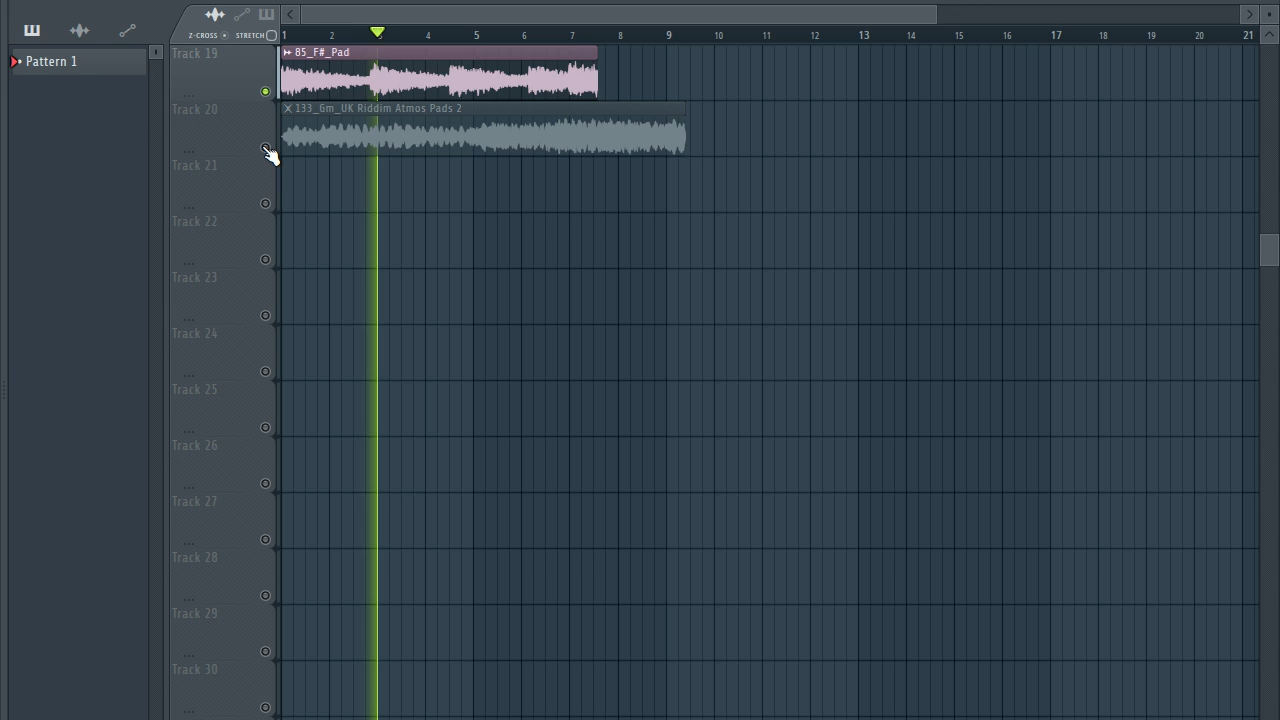 Z-CROSS STRETCH
1 2 3 4 5 6 7 8 9 10 11 12 13 14 15 16 17 18 19 20 21
Pattern 1
Track 19
85_F#_Pad
Track 20
133_Gm_UK Riddim Atmos Pads 2
Track 21
Track 22
Track 23
Track 24
Track 25
Track 26
Track 27
Track 28
Track 29
Track 30